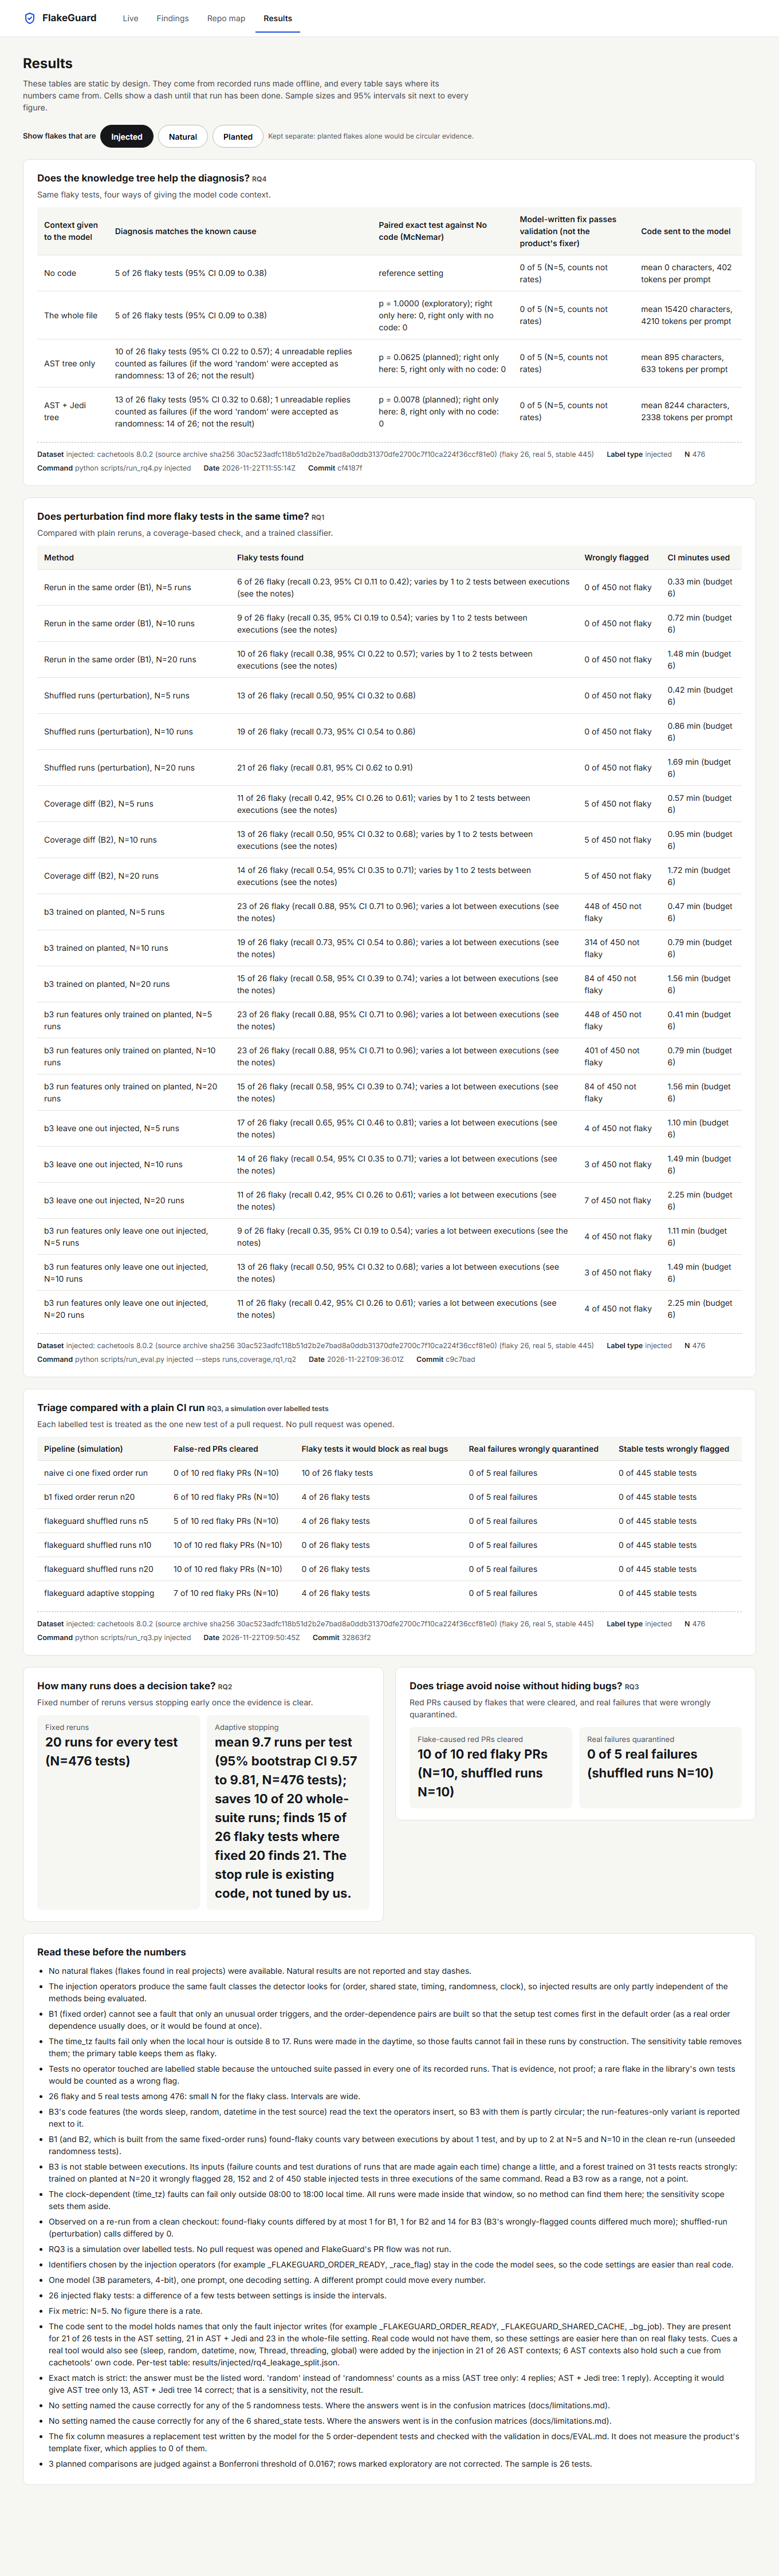 FlakeGuard
Live
Findings
Repo map
Results
Results
These tables are static by design. They come from recorded runs made offline, and every table says where its
numbers came from. Cells show a dash until that run has been done. Sample sizes and 95% intervals sit next to every
figure.
Show flakes that are
Injected
Natural
Planted
Kept separate: planted flakes alone would be circular evidence.
Does the knowledge tree help the diagnosis? RQ4
Same flaky tests, four ways of giving the model code context.
Context given
to the model
Diagnosis matches the known cause
Paired exact test against No
code (McNemar)
Model-written fix passes
validation (not the
product's fixer)
Code sent to the model
No code
5 of 26 flaky tests (95% CI 0.09 to 0.38)
reference setting
0 of 5 (N=5, counts not
rates)
mean 0 characters, 402
tokens per prompt
The whole file
5 of 26 flaky tests (95% CI 0.09 to 0.38)
p = 1.0000 (exploratory); right
only here: 0, right only with no
code: 0
0 of 5 (N=5, counts not
rates)
mean 15420 characters,
4210 tokens per prompt
AST tree only
10 of 26 flaky tests (95% CI 0.22 to 0.57); 4 unreadable replies
counted as failures (if the word 'random' were accepted as
randomness: 13 of 26; not the result)
p = 0.0625 (planned); right only
here: 5, right only with no code: 0
0 of 5 (N=5, counts not
rates)
mean 895 characters,
633 tokens per prompt
AST + Jedi
tree
13 of 26 flaky tests (95% CI 0.32 to 0.68); 1 unreadable replies
counted as failures (if the word 'random' were accepted as
randomness: 14 of 26; not the result)
p = 0.0078 (planned); right only
here: 8, right only with no code:
0
0 of 5 (N=5, counts not
rates)
mean 8244 characters,
2338 tokens per prompt
Dataset injected: cachetools 8.0.2 (source archive sha256 30ac523adfc118b51d2b2e7bad8a0ddb31370dfe2700c7f10ca224f36ccf81e0) (flaky 26, real 5, stable 445) Label type injected N 476
Command python scripts/run_rq4.py injected Date 2026-11-22T11:55:14Z Commit cf4187f
Does perturbation find more flaky tests in the same time? RQ1
Compared with plain reruns, a coverage-based check, and a trained classifier.
Method
Flaky tests found
Wrongly flagged
CI minutes used
Rerun in the same order (B1), N=5 runs
6 of 26 flaky (recall 0.23, 95% CI 0.11 to 0.42); varies by 1 to 2 tests between executions
(see the notes)
0 of 450 not flaky
0.33 min (budget
6)
Rerun in the same order (B1), N=10 runs
9 of 26 flaky (recall 0.35, 95% CI 0.19 to 0.54); varies by 1 to 2 tests between
executions (see the notes)
0 of 450 not flaky
0.72 min (budget
6)
Rerun in the same order (B1), N=20 runs
10 of 26 flaky (recall 0.38, 95% CI 0.22 to 0.57); varies by 1 to 2 tests between
executions (see the notes)
0 of 450 not flaky
1.48 min (budget
6)
Shuffled runs (perturbation), N=5 runs
13 of 26 flaky (recall 0.50, 95% CI 0.32 to 0.68)
0 of 450 not flaky
0.42 min (budget
6)
Shuffled runs (perturbation), N=10 runs
19 of 26 flaky (recall 0.73, 95% CI 0.54 to 0.86)
0 of 450 not flaky
0.86 min (budget
6)
Shuffled runs (perturbation), N=20 runs
21 of 26 flaky (recall 0.81, 95% CI 0.62 to 0.91)
0 of 450 not flaky
1.69 min (budget
6)
Coverage diff (B2), N=5 runs
11 of 26 flaky (recall 0.42, 95% CI 0.26 to 0.61); varies by 1 to 2 tests between
executions (see the notes)
5 of 450 not flaky
0.57 min (budget
6)
Coverage diff (B2), N=10 runs
13 of 26 flaky (recall 0.50, 95% CI 0.32 to 0.68); varies by 1 to 2 tests between
executions (see the notes)
5 of 450 not flaky
0.95 min (budget
6)
Coverage diff (B2), N=20 runs
14 of 26 flaky (recall 0.54, 95% CI 0.35 to 0.71); varies by 1 to 2 tests between
executions (see the notes)
5 of 450 not flaky
1.72 min (budget
6)
b3 trained on planted, N=5 runs
23 of 26 flaky (recall 0.88, 95% CI 0.71 to 0.96); varies a lot between executions (see
the notes)
448 of 450 not
flaky
0.47 min (budget
6)
b3 trained on planted, N=10 runs
19 of 26 flaky (recall 0.73, 95% CI 0.54 to 0.86); varies a lot between executions (see
the notes)
314 of 450 not
flaky
0.79 min (budget
6)
b3 trained on planted, N=20 runs
15 of 26 flaky (recall 0.58, 95% CI 0.39 to 0.74); varies a lot between executions (see
the notes)
84 of 450 not
flaky
1.56 min (budget
6)
b3 run features only trained on planted, N=5
runs
23 of 26 flaky (recall 0.88, 95% CI 0.71 to 0.96); varies a lot between executions (see
the notes)
448 of 450 not
flaky
0.41 min (budget
6)
b3 run features only trained on planted, N=10
runs
23 of 26 flaky (recall 0.88, 95% CI 0.71 to 0.96); varies a lot between executions (see
the notes)
401 of 450 not
flaky
0.79 min (budget
6)
b3 run features only trained on planted, N=20
runs
15 of 26 flaky (recall 0.58, 95% CI 0.39 to 0.74); varies a lot between executions (see
the notes)
84 of 450 not
flaky
1.56 min (budget
6)
b3 leave one out injected, N=5 runs
17 of 26 flaky (recall 0.65, 95% CI 0.46 to 0.81); varies a lot between executions (see
the notes)
4 of 450 not flaky
1.10 min (budget
6)
b3 leave one out injected, N=10 runs
14 of 26 flaky (recall 0.54, 95% CI 0.35 to 0.71); varies a lot between executions (see
the notes)
3 of 450 not flaky
1.49 min (budget
6)
b3 leave one out injected, N=20 runs
11 of 26 flaky (recall 0.42, 95% CI 0.26 to 0.61); varies a lot between executions (see
the notes)
7 of 450 not flaky
2.25 min (budget
6)
b3 run features only leave one out injected,
N=5 runs
9 of 26 flaky (recall 0.35, 95% CI 0.19 to 0.54); varies a lot between executions (see the
notes)
4 of 450 not flaky
1.11 min (budget
6)
b3 run features only leave one out injected,
N=10 runs
13 of 26 flaky (recall 0.50, 95% CI 0.32 to 0.68); varies a lot between executions (see
the notes)
3 of 450 not flaky
1.49 min (budget
6)
b3 run features only leave one out injected,
N=20 runs
11 of 26 flaky (recall 0.42, 95% CI 0.26 to 0.61); varies a lot between executions (see
the notes)
4 of 450 not flaky
2.25 min (budget
6)
Dataset injected: cachetools 8.0.2 (source archive sha256 30ac523adfc118b51d2b2e7bad8a0ddb31370dfe2700c7f10ca224f36ccf81e0) (flaky 26, real 5, stable 445) Label type injected N 476
Command python scripts/run_eval.py injected --steps runs,coverage,rq1,rq2 Date 2026-11-22T09:36:01Z Commit c9c7bad
Triage compared with a plain CI run RQ3, a simulation over labelled tests
Each labelled test is treated as the one new test of a pull request. No pull request was opened.
Pipeline (simulation)
False-red PRs cleared
Flaky tests it would block as real bugs
Real failures wrongly quarantined
Stable tests wrongly flagged
naive ci one fixed order run
0 of 10 red flaky PRs (N=10)
10 of 26 flaky tests
0 of 5 real failures
0 of 445 stable tests
b1 fixed order rerun n20
6 of 10 red flaky PRs (N=10)
4 of 26 flaky tests
0 of 5 real failures
0 of 445 stable tests
flakeguard shuffled runs n5
5 of 10 red flaky PRs (N=10)
4 of 26 flaky tests
0 of 5 real failures
0 of 445 stable tests
flakeguard shuffled runs n10
10 of 10 red flaky PRs (N=10)
0 of 26 flaky tests
0 of 5 real failures
0 of 445 stable tests
flakeguard shuffled runs n20
10 of 10 red flaky PRs (N=10)
0 of 26 flaky tests
0 of 5 real failures
0 of 445 stable tests
flakeguard adaptive stopping
7 of 10 red flaky PRs (N=10)
4 of 26 flaky tests
0 of 5 real failures
0 of 445 stable tests
Dataset injected: cachetools 8.0.2 (source archive sha256 30ac523adfc118b51d2b2e7bad8a0ddb31370dfe2700c7f10ca224f36ccf81e0) (flaky 26, real 5, stable 445) Label type injected N 476
Command python scripts/run_rq3.py injected Date 2026-11-22T09:50:45Z Commit 32863f2
How many runs does a decision take? RQ2
Fixed number of reruns versus stopping early once the evidence is clear.
Fixed reruns
20 runs for every test
(N=476 tests)
Adaptive stopping
mean 9.7 runs per test
(95% bootstrap CI 9.57
to 9.81, N=476 tests);
saves 10 of 20 whole-
suite runs; finds 15 of
26 flaky tests where
fixed 20 finds 21. The
stop rule is existing
code, not tuned by us.
Does triage avoid noise without hiding bugs? RQ3
Red PRs caused by flakes that were cleared, and real failures that were wrongly
quarantined.
Flake-caused red PRs cleared
10 of 10 red flaky PRs
(N=10, shuffled runs
N=10)
Real failures quarantined
0 of 5 real failures
(shuffled runs N=10)
Read these before the numbers
• No natural flakes (flakes found in real projects) were available. Natural results are not reported and stay dashes.
• The injection operators produce the same fault classes the detector looks for (order, shared state, timing, randomness, clock), so injected results are only partly independent of the
methods being evaluated.
• B1 (fixed order) cannot see a fault that only an unusual order triggers, and the order-dependence pairs are built so that the setup test comes first in the default order (as a real order
dependence usually does, or it would be found at once).
• The time_tz faults fail only when the local hour is outside 8 to 17. Runs were made in the daytime, so those faults cannot fail in these runs by construction. The sensitivity table removes
them; the primary table keeps them as flaky.
• Tests no operator touched are labelled stable because the untouched suite passed in every one of its recorded runs. That is evidence, not proof; a rare flake in the library's own tests
would be counted as a wrong flag.
• 26 flaky and 5 real tests among 476: small N for the flaky class. Intervals are wide.
• B3's code features (the words sleep, random, datetime in the test source) read the text the operators insert, so B3 with them is partly circular; the run-features-only variant is reported
next to it.
• B1 (and B2, which is built from the same fixed-order runs) found-flaky counts vary between executions by about 1 test, and by up to 2 at N=5 and N=10 in the clean re-run (unseeded
randomness tests).
• B3 is not stable between executions. Its inputs (failure counts and test durations of runs that are made again each time) change a little, and a forest trained on 31 tests reacts strongly:
trained on planted at N=20 it wrongly flagged 28, 152 and 2 of 450 stable injected tests in three executions of the same command. Read a B3 row as a range, not a point.
• The clock-dependent (time_tz) faults can fail only outside 08:00 to 18:00 local time. All runs were made inside that window, so no method can find them here; the sensitivity scope
sets them aside.
• Observed on a re-run from a clean checkout: found-flaky counts differed by at most 1 for B1, 1 for B2 and 14 for B3 (B3's wrongly-flagged counts differed much more); shuffled-run
(perturbation) calls differed by 0.
• RQ3 is a simulation over labelled tests. No pull request was opened and FlakeGuard's PR flow was not run.
• Identifiers chosen by the injection operators (for example _FLAKEGUARD_ORDER_READY, _race_flag) stay in the code the model sees, so the code settings are easier than real code.
• One model (3B parameters, 4-bit), one prompt, one decoding setting. A different prompt could move every number.
• 26 injected flaky tests: a difference of a few tests between settings is inside the intervals.
• Fix metric: N=5. No figure there is a rate.
• The code sent to the model holds names that only the fault injector writes (for example _FLAKEGUARD_ORDER_READY, _FLAKEGUARD_SHARED_CACHE, _bg_job). They are present
for 21 of 26 tests in the AST setting, 21 in AST + Jedi and 23 in the whole-file setting. Real code would not have them, so these settings are easier here than on real flaky tests. Cues a
real tool would also see (sleep, random, datetime, now, Thread, threading, global) were added by the injection in 21 of 26 AST contexts; 6 AST contexts also hold such a cue from
cachetools' own code. Per-test table: results/injected/rq4_leakage_split.json.
• Exact match is strict: the answer must be the listed word. 'random' instead of 'randomness' counts as a miss (AST tree only: 4 replies; AST + Jedi tree: 1 reply). Accepting it would
give AST tree only 13, AST + Jedi tree 14 correct; that is a sensitivity, not the result.
• No setting named the cause correctly for any of the 5 randomness tests. Where the answers went is in the confusion matrices (docs/limitations.md).
• No setting named the cause correctly for any of the 6 shared_state tests. Where the answers went is in the confusion matrices (docs/limitations.md).
• The fix column measures a replacement test written by the model for the 5 order-dependent tests and checked with the validation in docs/EVAL.md. It does not measure the product's
template fixer, which applies to 0 of them.
• 3 planned comparisons are judged against a Bonferroni threshold of 0.0167; rows marked exploratory are not corrected. The sample is 26 tests.